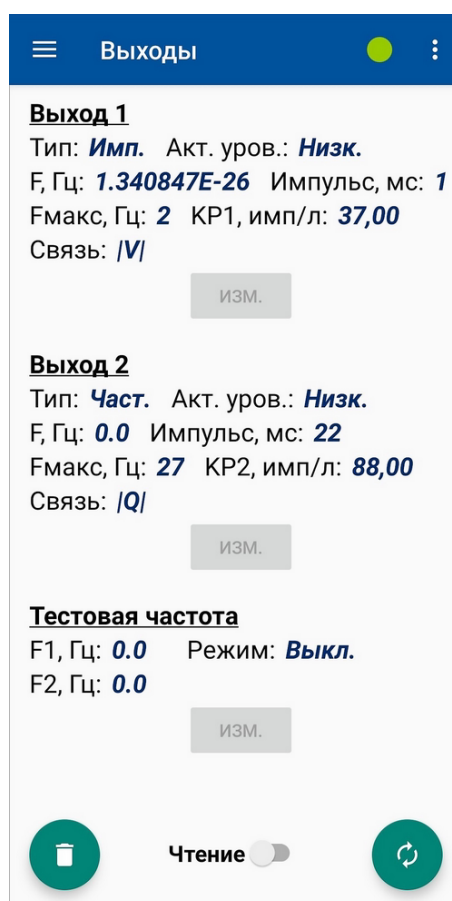 Выходы
Выход 1
Тип: Имп. Акт. уров.: Низк.
F, Гц: 1.340847E-26 Импульс, мс: 1
Fмакс, Гц: 2 KP1, имп/л: 37,00
Связь: |V|
ИЗМ.
Выход 2
Тип: Част. Акт. уров.: Низк.
F, Гц: 0.0 Импульс, мс: 22
Fмакс, Гц: 27 KP2, имп/л: 88,00
Связь: |Q|
ИЗМ.
Тестовая частота
F1, Гц: 0.0 Режим: Выкл.
F2, Гц: 0.0
ИЗМ.
Чтение